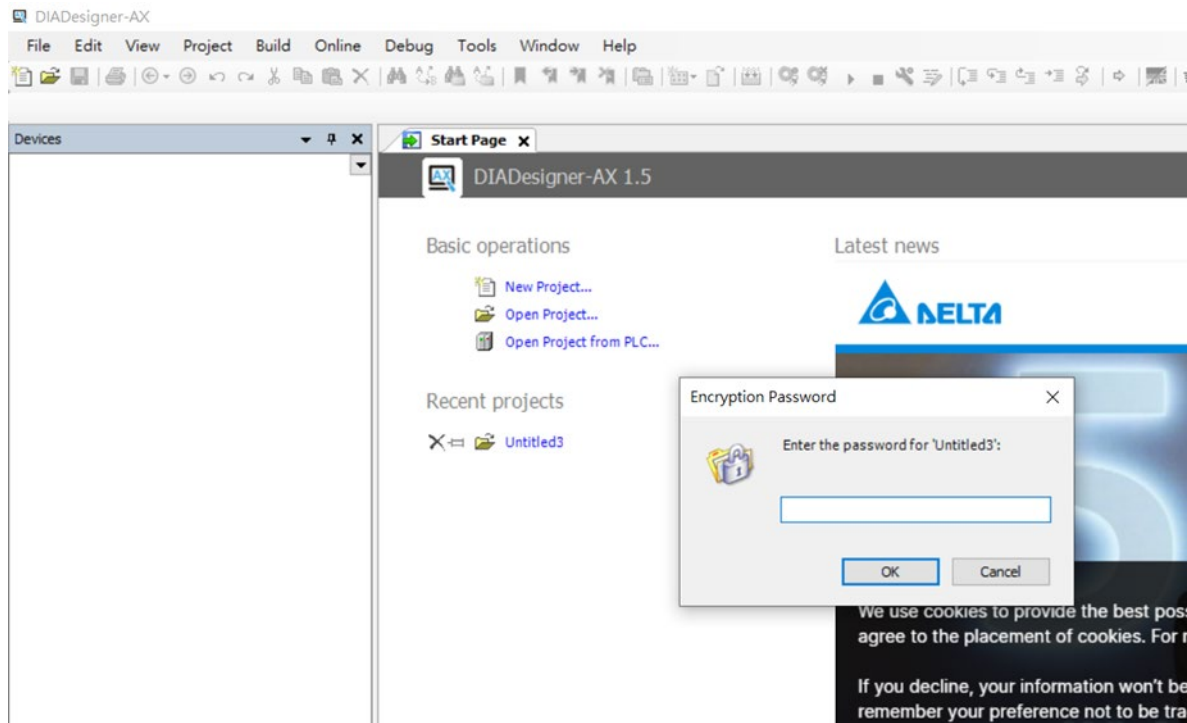 DIADesigner-AX
File Edit View Project Build Online Debug Tools Window Help
Devices
Start Page
AX
DIADesigner-AX 1.5
Basic operations
New Project...
Open Project...
Open Project from PLC...
Recent projects
Untitled3
Latest news
DELTA
Encryption Password
Enter the password for 'Untitled3':
OK Cancel
We use cookies to provide the best poss
agree to the placement of cookies. For
If you decline, your information won't be
remember your preference not to be tra